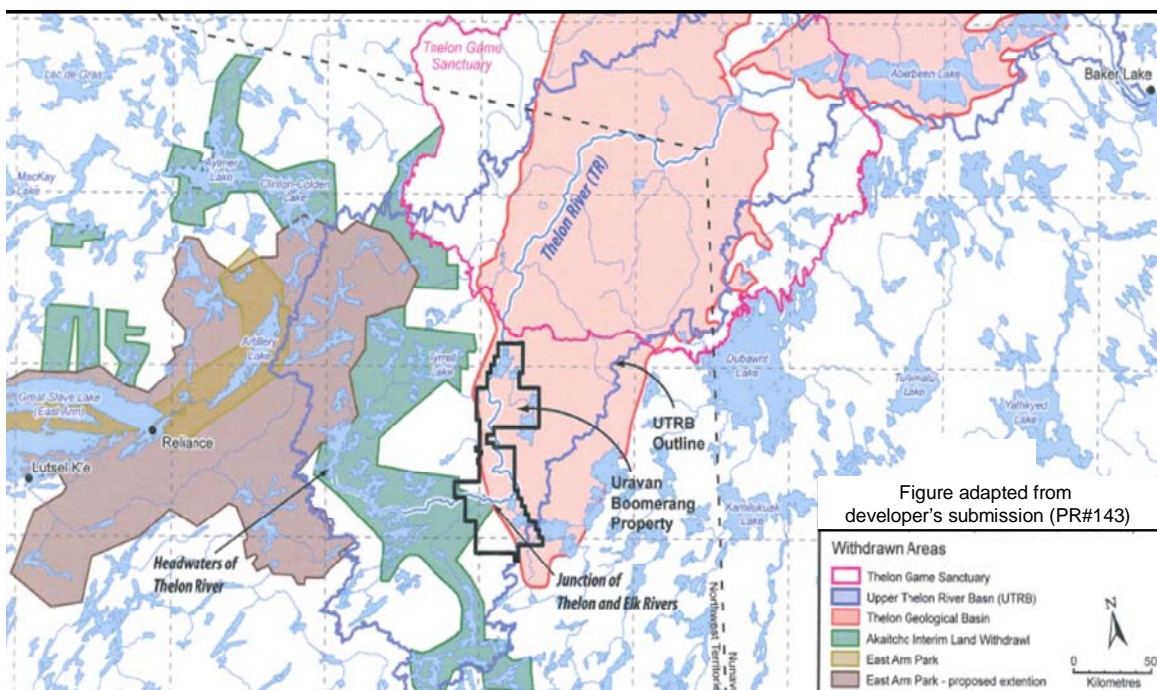 Thelon Game
Sanctuary
Lac de Gras
Aberdeen Lake
Baker Lake
MacKay
Lake
Aylmer
Lake
Clinton-Colden
Lake
Thelon River (TR)
Artillery
Lake
Tyrrell
Lake
Dubawnt
Lake
Tulemalu
Lake
Yathkyed
Lake
Great Slave Lake
(East Arm)
Reliance
Lutsel K'e
UTRB
Outline
Uravan
Boomerang
Property
Kamilukuak
Lake
Headwaters of
Thelon River
Junction of
Thelon and Elk Rivers
Northwest Territories
Nunavut
Figure adapted from
developer's submission (PR#143)
Withdrawn Areas
Thelon Game Sanctuary
Upper Thelon River Basn (UTRB)
Thelon Geological Basin
Akaitcho Interim Land Withdrawl
East Arm Park
East Arm Park - proposed extention
N
0 50
Kilometres